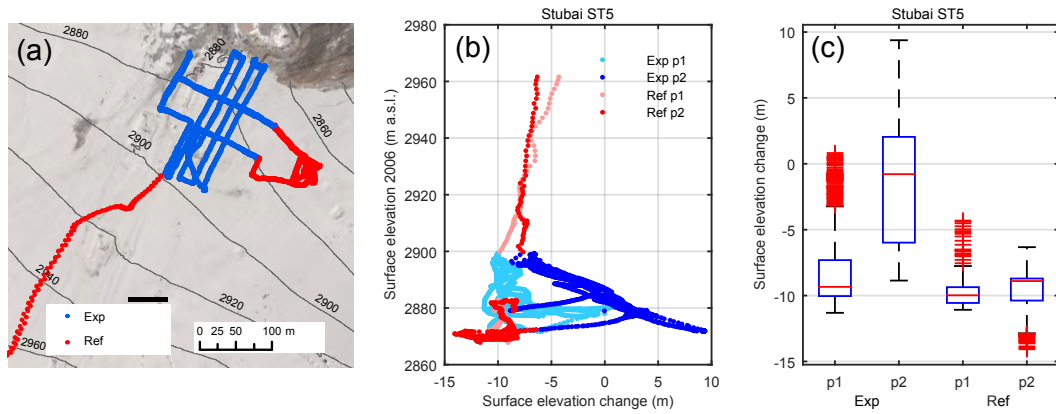 (a)
2880
2880
2860
2900
2900
2920
2940
2960
Exp
Ref
0 25 50 100 m
Stubai ST5
(b)
Surface elevation 2006 (m a.s.l.)
2980
2960
2940
2920
2900
2880
2860
Exp p1
Exp p2
Ref p1
Ref p2
-15 -10 -5 0 5 10
Surface elevation change (m)
Stubai ST5
(c)
Surface elevation change (m)
10
5
0
-5
-10
-15
p1 p2 p1 p2
Exp Ref